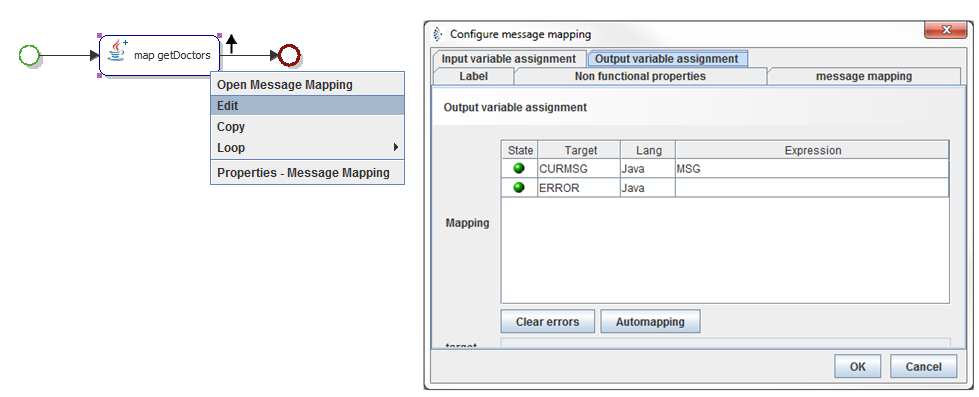 map getDoctors
Open Message Mapping
Edit
Copy
Loop
Properties - Message Mapping
Configure message mapping
Input variable assignment Output variable assignment
Label Non functional properties message mapping
Output variable assignment
State Target Lang Expression
CURMSG Java MSG
ERROR Java
Mapping
Clear errors Automapping
target
OK Cancel